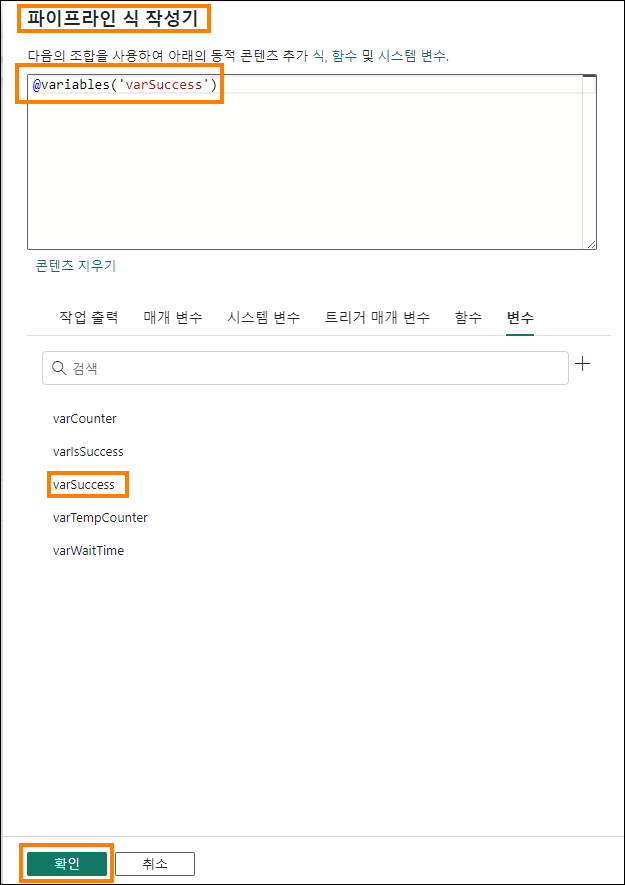 파이프라인 식 작성기
다음의 조합을 사용하여 아래의 동적 콘텐츠 추가 식, 함수 및 시스템 변수.
@variables('varSuccess')
콘텐츠 지우기
작업 출력 매개 변수 시스템 변수 트리거 매개 변수 함수 변수
검색
varCounter
varIsSuccess
varSuccess
varTempCounter
varWaitTime
확인 취소